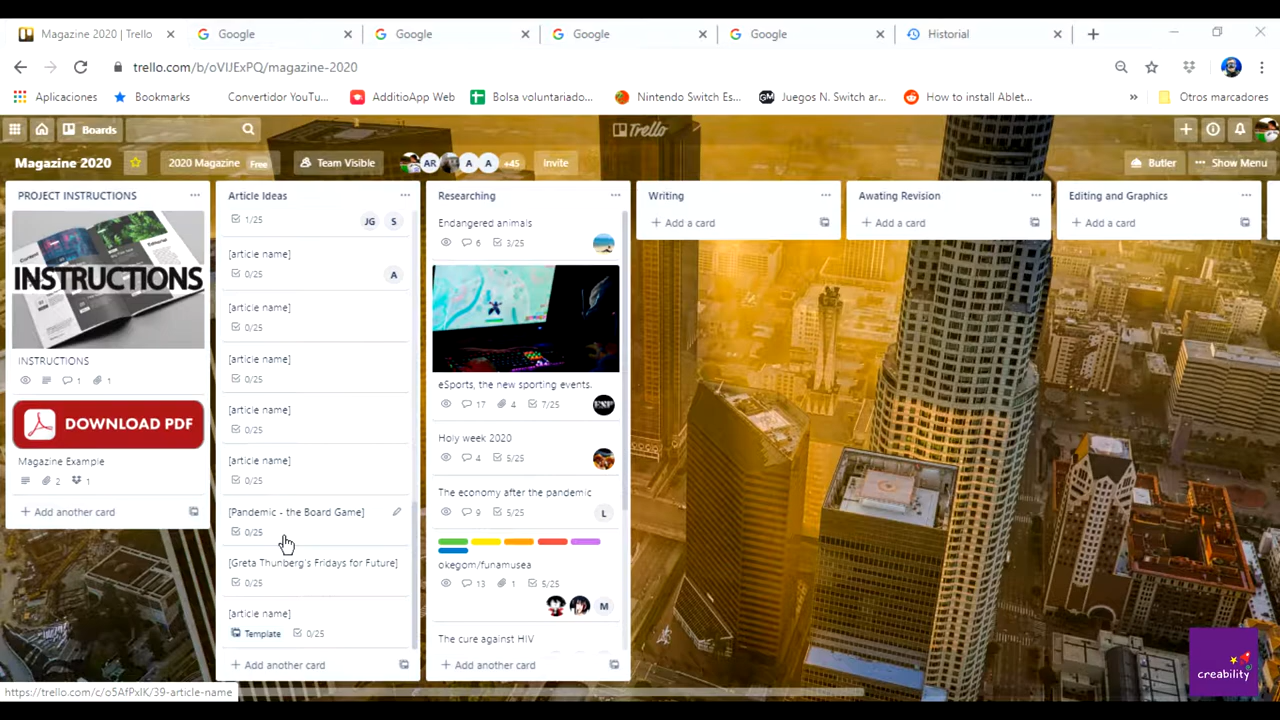 Magazine 2020 | Trello
Google
Google
Google
Google
Historial
trello.com/b/oVIJExPQ/magazine-2020
Aplicaciones
Bookmarks
Convertidor YouTu...
AdditioApp Web
Bolsa voluntariado...
Nintendo Switch Es...
Juegos N. Switch ar...
How to install Ablet...
»
Otros marcadores
Boards
Trello
Magazine 2020
2020 Magazine Free
Team Visible
AR
A
A
+45
Invite
Butler
Show Menu
PROJECT INSTRUCTIONS
INSTRUCTIONS
INSTRUCTIONS
1
1
DOWNLOAD PDF
Magazine Example
2
1
+ Add another card
Article Ideas
1/25
JG
S
[article name]
0/25
A
[article name]
0/25
[article name]
0/25
[article name]
0/25
[article name]
0/25
[Pandemic - the Board Game]
0/25
[Greta Thunberg's Fridays for Future]
0/25
[article name]
Template
0/25
+ Add another card
Researching
Endangered animals
6
3/25
eSports, the new sporting events.
17
4
7/25
ESP
Holy week 2020
4
5/25
The economy after the pandemic
9
5/25
L
okegom/funamusea
13
1
5/25
M
The cure against HIV
+ Add another card
Writing
+ Add a card
Awating Revision
+ Add a card
Editing and Graphics
+ Add a card
https://trello.com/c/o5AfPxIK/39-article-name
creability